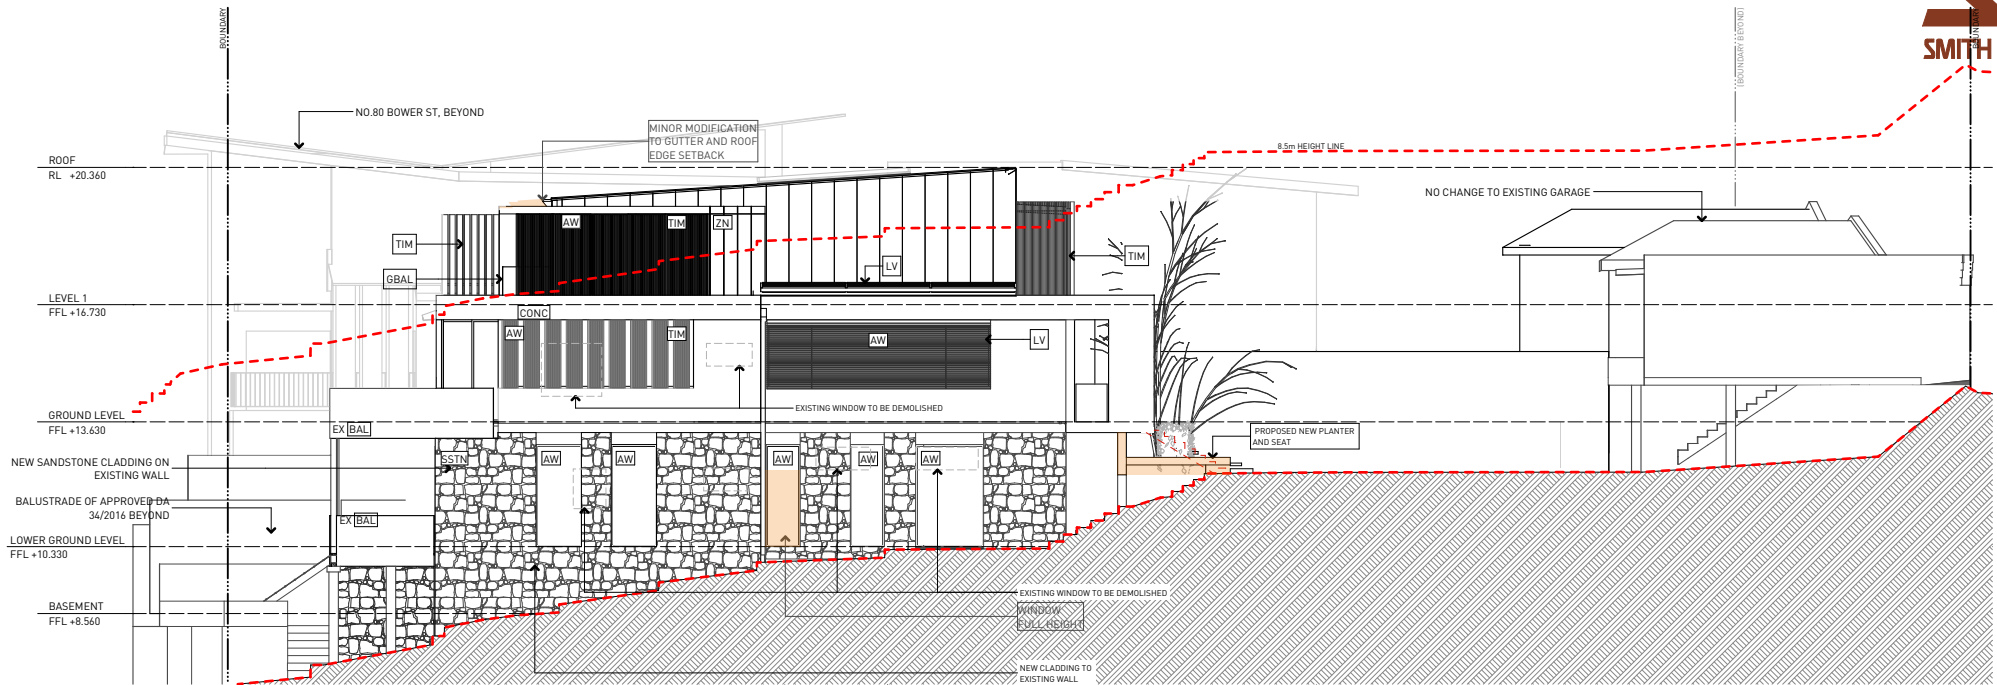 BOUNDARY
(BOUNDARY BEYOND)
BOUNDARY
SMITH
NO.80 BOWER ST, BEYOND
MINOR MODIFICATION
TO GUTTER AND ROOF
EDGE SETBACK
8.5m HEIGHT LINE
ROOF
RL +20.360
NO CHANGE TO EXISTING GARAGE
AW
TIM
ZN
TIM
TIM
LV
GBAL
LEVEL 1
FFL +16.730
CONC
AW
TIM
AW
LV
EXISTING WINDOW TO BE DEMOLISHED
GROUND LEVEL
FFL +13.630
EX BAL
PROPOSED NEW PLANTER
AND SEAT
NEW SANDSTONE CLADDING ON
EXISTING WALL
SSTN
AW
AW
AW
AW
AW
BALUSTRADE OF APPROVED DA
34/2016 BEYOND
EX BAL
LOWER GROUND LEVEL
FFL +10.330
EXISTING WINDOW TO BE DEMOLISHED
BASEMENT
FFL +8.560
WINDOW
FULL HEIGHT
NEW CLADDING TO
EXISTING WALL